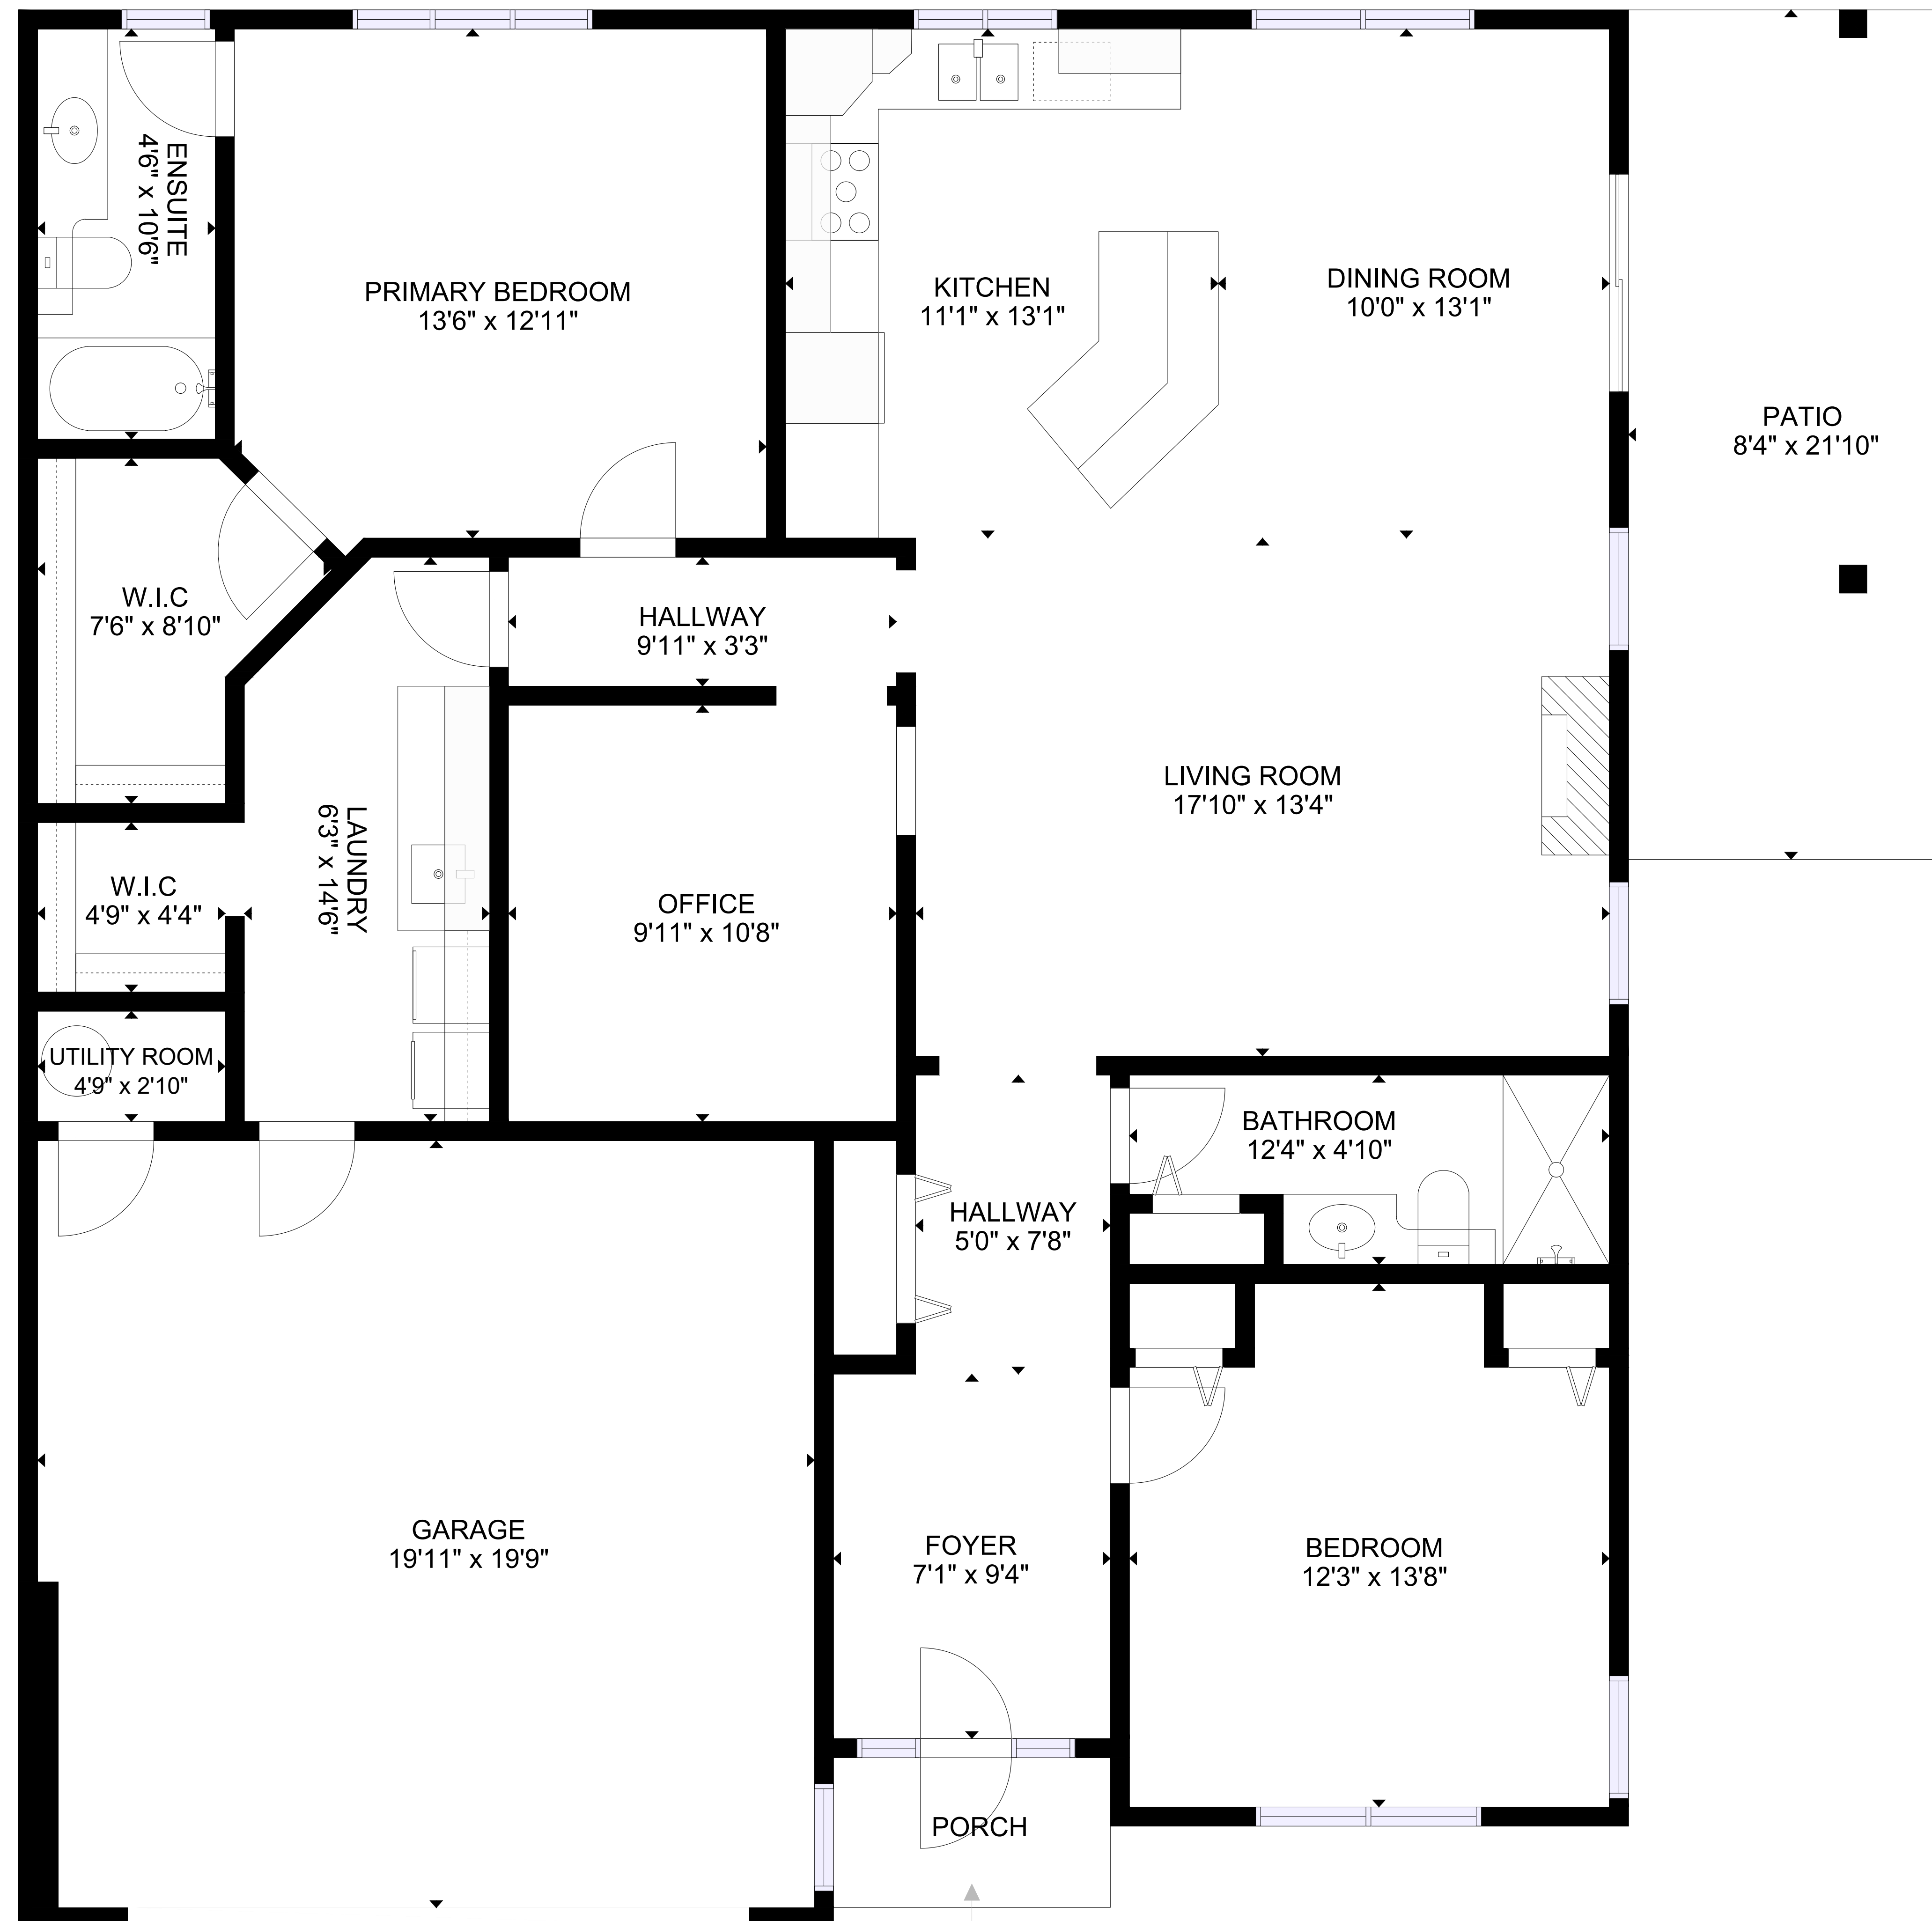 ENSUITE
4'6" x 10'6"
PRIMARY BEDROOM
13'6" x 12'11"
KITCHEN
11'1" x 13'1"
DINING ROOM
10'0" x 13'1"
PATIO
8'4" x 21'10"
W.I.C
7'6" x 8'10"
HALLWAY
9'11" x 3'3"
LIVING ROOM
17'10" x 13'4"
LAUNDRY
6'3" x 14'6"
W.I.C
4'9" x 4'4"
OFFICE
9'11" x 10'8"
UTILITY ROOM
4'9" x 2'10"
BATHROOM
12'4" x 4'10"
HALLWAY
5'0" x 7'8"
GARAGE
19'11" x 19'9"
FOYER
7'1" x 9'4"
BEDROOM
12'3" x 13'8"
PORCH